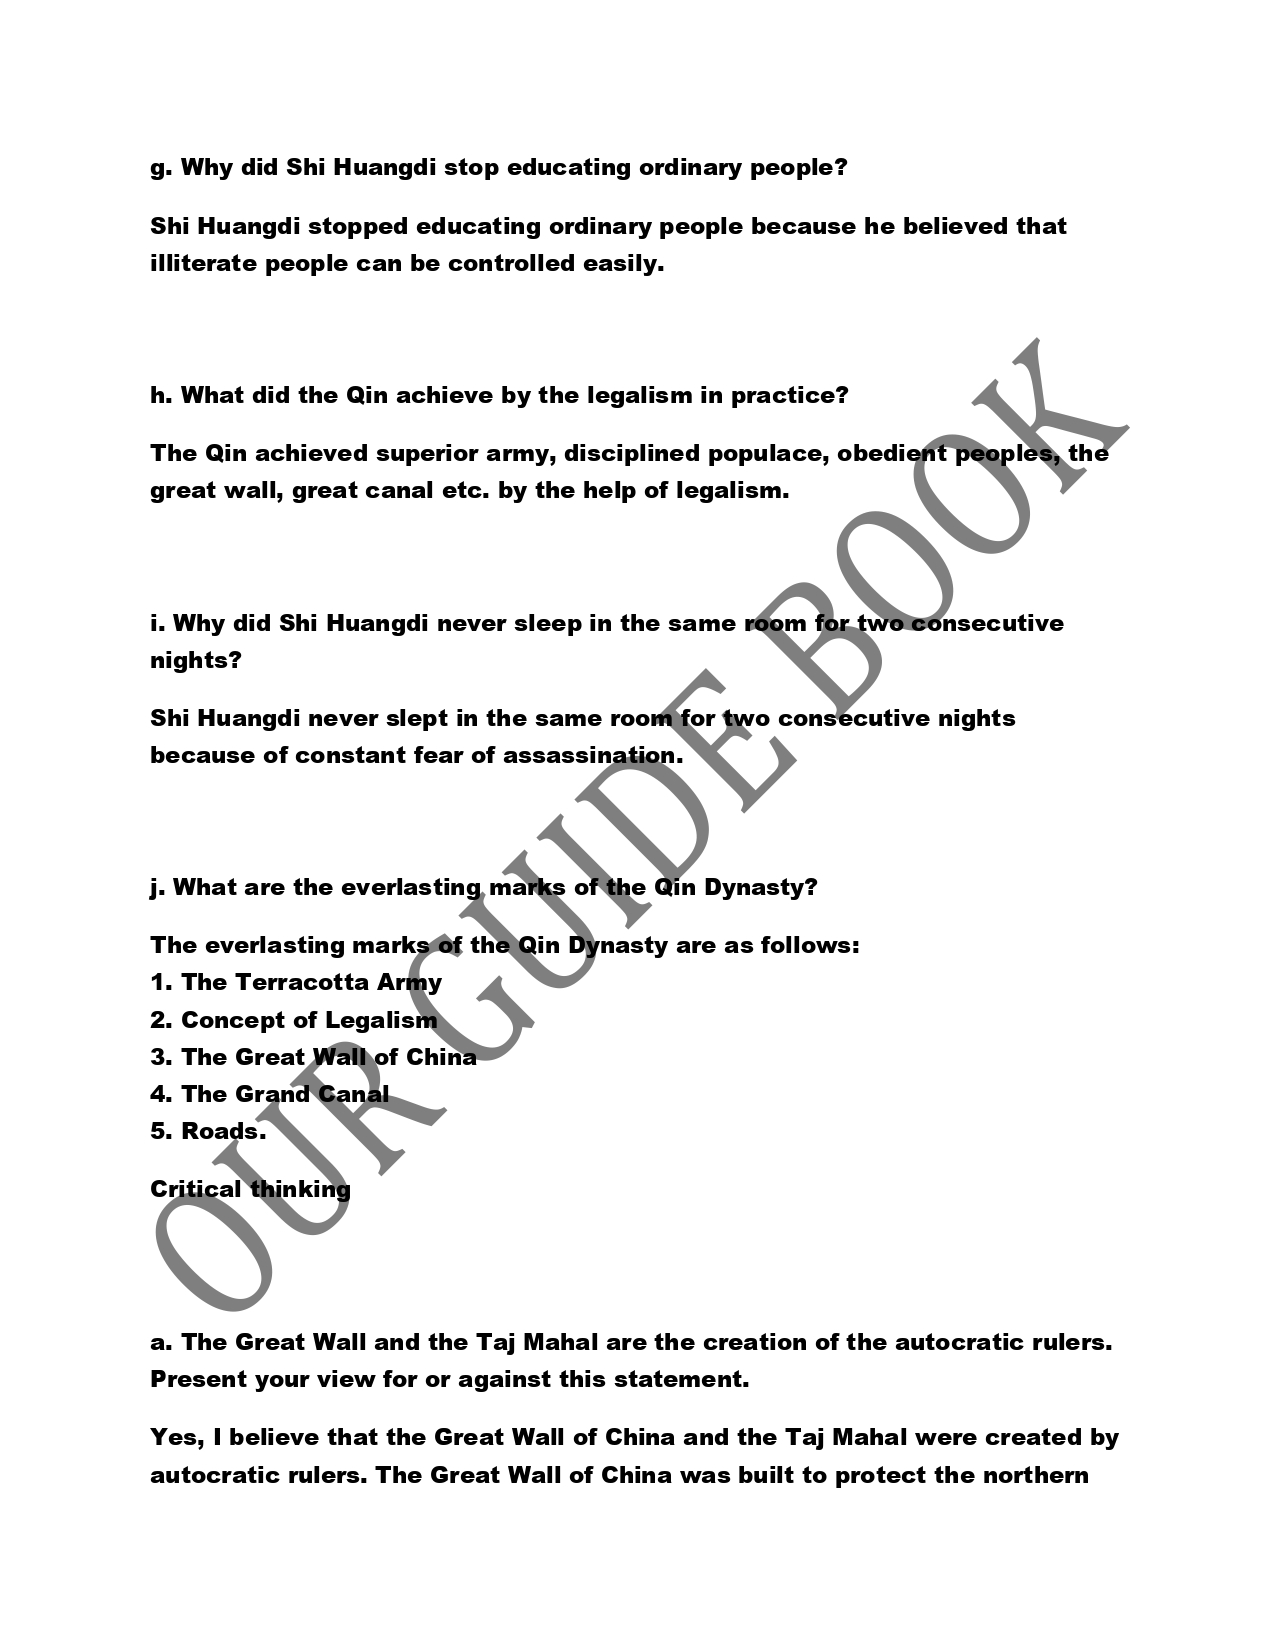 g. Why did Shi Huangdi stop educating ordinary people?
Shi Huangdi stopped educating ordinary people because he believed that
illiterate people can be controlled easily.
h. What did the Qin achieve by the legalism in practice?
The Qin achieved superior army, disciplined populace, obedient peoples, the
great wall, great canal etc. by the help of legalism.
i. Why did Shi Huangdi never sleep in the same room for two consecutive
nights?
Shi Huangdi never slept in the same room for two consecutive nights
because of constant fear of assassination.
j. What are the everlasting marks of the Qin Dynasty?
The everlasting marks of the Qin Dynasty are as follows:
1. The Terracotta Army
2. Concept of Legalism
3. The Great Wall of China
4. The Grand Canal
5. Roads.
Critical thinking
a. The Great Wall and the Taj Mahal are the creation of the autocratic rulers.
Present your view for or against this statement.
Yes, I believe that the Great Wall of China and the Taj Mahal were created by
autocratic rulers. The Great Wall of China was built to protect the northern
OUR GUIDE BOOK